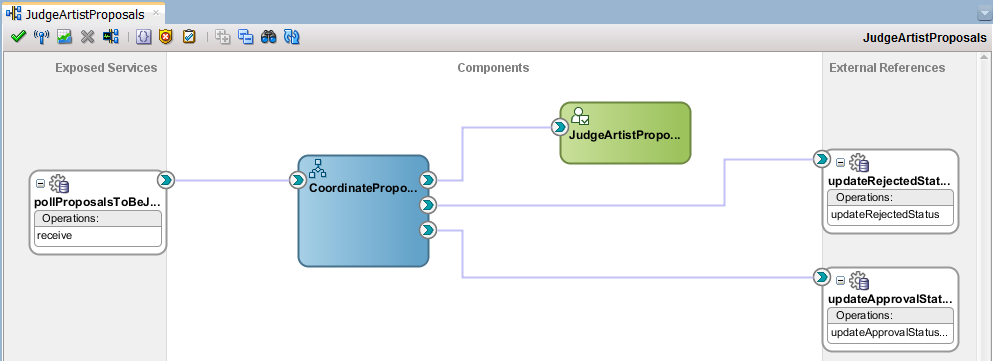 JudgeArtistProposals
JudgeArtistProposals
Exposed Services
Components
External References
pollProposalsToBeJ...
Operations:
receive
CoordinatePropo...
JudgeArtistPropo...
updateRejectedStat...
Operations:
updateRejectedStatus
updateApprovalStat...
Operations:
updateApprovalStatus...